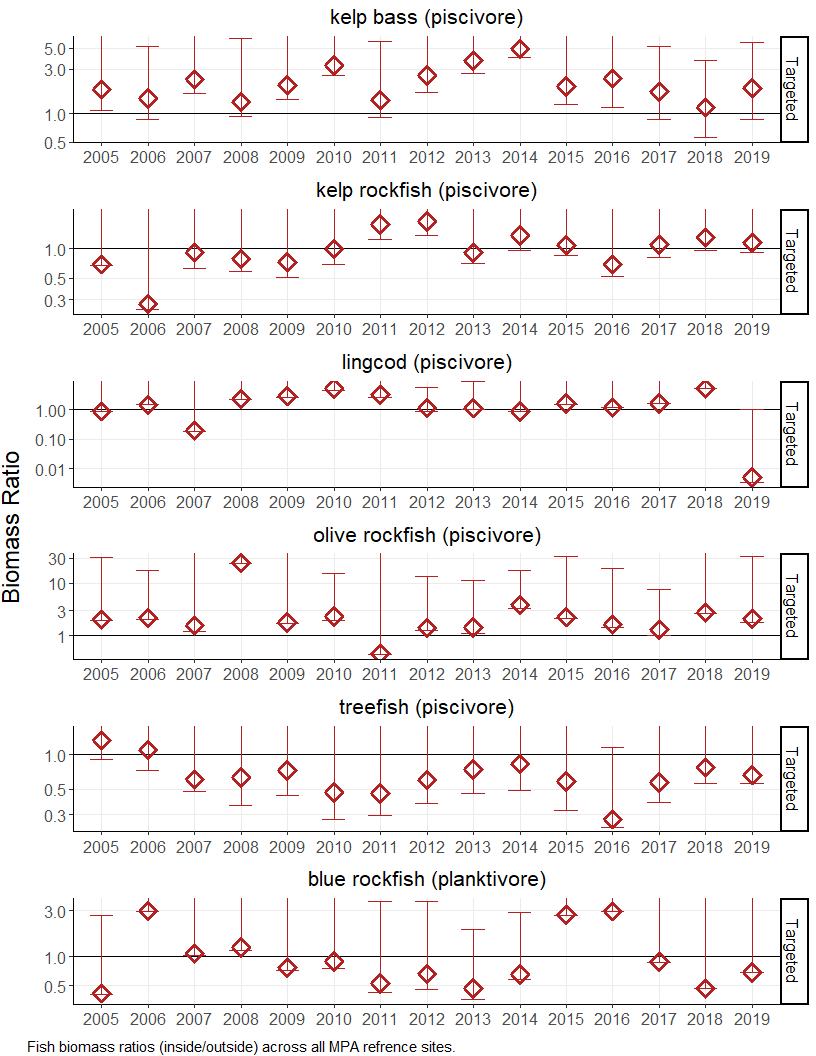 kelp bass (piscivore)
5.0
3.0
1.0
0.5
Targeted
2005 2006 2007 2008 2009 2010 2011 2012 2013 2014 2015 2016 2017 2018 2019
kelp rockfish (piscivore)
1.0
0.5
0.3
Targeted
2005 2006 2007 2008 2009 2010 2011 2012 2013 2014 2015 2016 2017 2018 2019
lingcod (piscivore)
1.00
0.10
0.01
Targeted
2005 2006 2007 2008 2009 2010 2011 2012 2013 2014 2015 2016 2017 2018 2019
Biomass Ratio
olive rockfish (piscivore)
30
10
3
1
Targeted
2005 2006 2007 2008 2009 2010 2011 2012 2013 2014 2015 2016 2017 2018 2019
treefish (piscivore)
1.0
0.5
0.3
Targeted
2005 2006 2007 2008 2009 2010 2011 2012 2013 2014 2015 2016 2017 2018 2019
blue rockfish (planktivore)
3.0
1.0
0.5
Targeted
2005 2006 2007 2008 2009 2010 2011 2012 2013 2014 2015 2016 2017 2018 2019
Fish biomass ratios (inside/outside) across all MPA refrence sites.